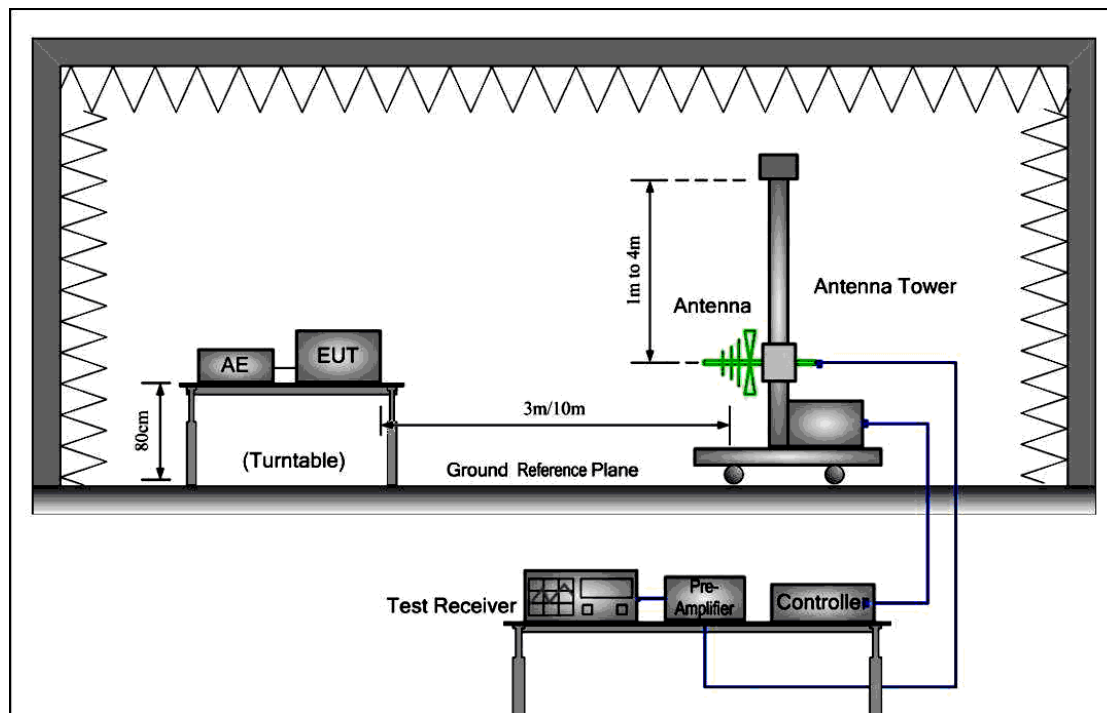 1m to 4m
Antenna Tower
Antenna
AE
EUT
80cm
3m/10m
(Turntable)
Ground Reference Plane
Test Receiver
Pre-
Amplifier
Controller